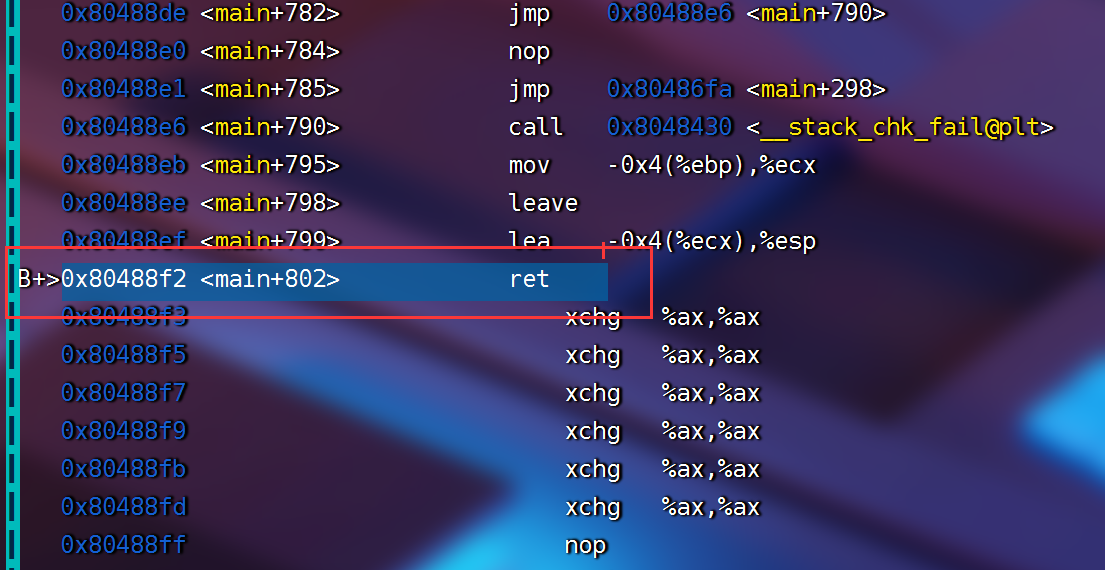 0x80488de <main+782> jmp 0x80488e6 <main+790>
0x80488e0 <main+784> nop
0x80488e1 <main+785> jmp 0x80486fa <main+298>
0x80488e6 <main+790> call 0x8048430 <__stack_chk_fail@plt>
0x80488eb <main+795> mov -0x4(%ebp),%ecx
0x80488ee <main+798> leave
0x80488ef <main+799> lea -0x4(%ecx),%esp
B+>0x80488f2 <main+802> ret
0x80488f3 xchg %ax,%ax
0x80488f5 xchg %ax,%ax
0x80488f7 xchg %ax,%ax
0x80488f9 xchg %ax,%ax
0x80488fb xchg %ax,%ax
0x80488fd xchg %ax,%ax
0x80488ff nop